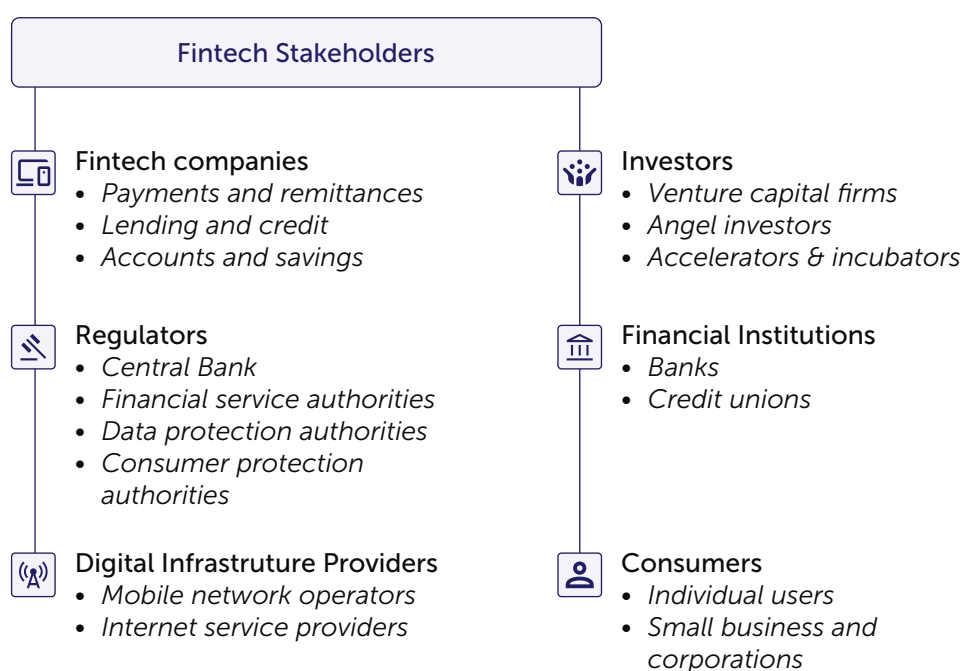 Fintech Stakeholders
Fintech companies
• Payments and remittances
• Lending and credit
• Accounts and savings
Regulators
• Central Bank
• Financial service authorities
• Data protection authorities
• Consumer protection
authorities
Digital Infrastruture Providers
• Mobile network operators
• Internet service providers
Investors
• Venture capital firms
• Angel investors
• Accelerators & incubators
Financial Institutions
• Banks
• Credit unions
Consumers
• Individual users
• Small business and
corporations